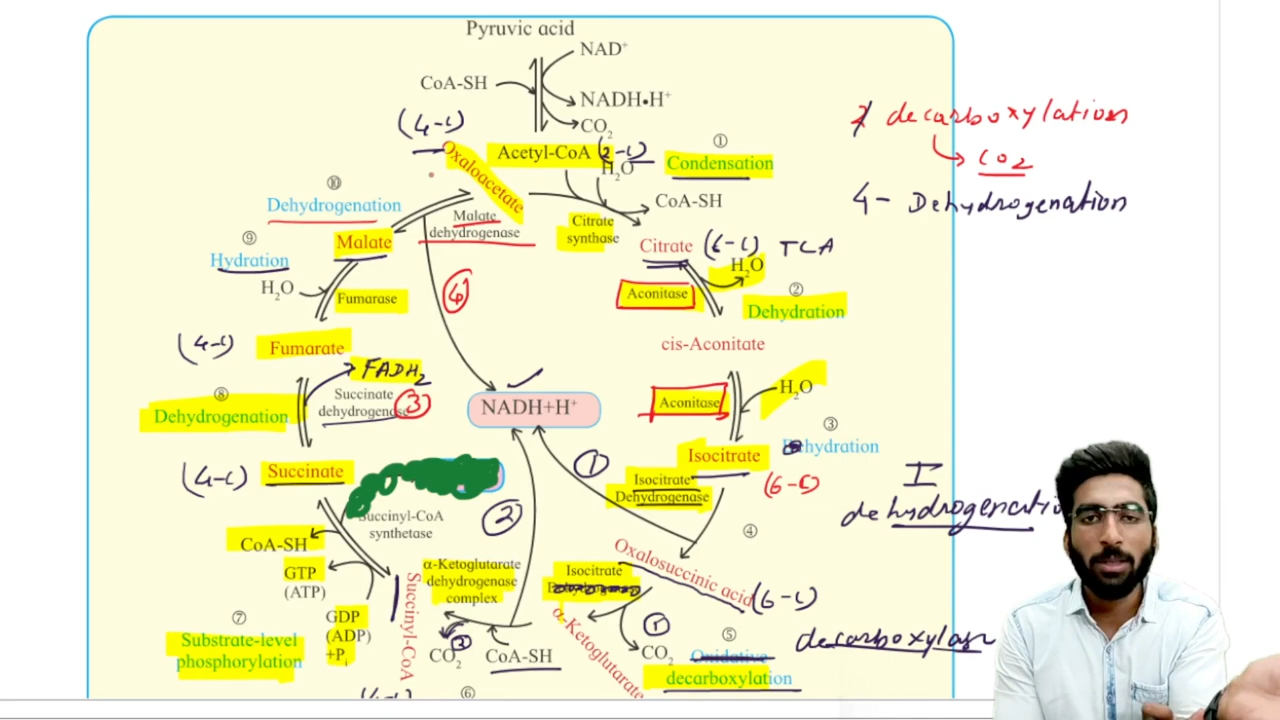 Pyruvic acid
NAD⁺
CoA-SH
NADH•H⁺
CO₂
(4-C)
Oxaloacetate
Acetyl-CoA (2-C)
H₂O
①
Condensation
2 decarboxylation
CO₂
4 - Dehydrogenation
⑩
Dehydrogenation
Malate
dehydrogenase
Citrate
synthase
CoA-SH
⑨
Hydration
Malate
Citrate (6-C) TCA
H₂O
H₂O
Fumarase
④
Aconitase
②
Dehydration
(4-C) Fumarate
cis-Aconitate
FADH₂
⑧
Dehydrogenation
Succinate
dehydrogenase ③
NADH+H⁺
Aconitase
H₂O
③
hydration
Isocitrate
(6-C)
(4-C) Succinate
①
Isocitrate
Dehydrogenase
I
dehydrogenatio
Succinyl-CoA
synthetase
②
④
CoA-SH
GTP
(ATP)
α-Ketoglutarate
dehydrogenase
complex
Isocitrate
Oxalosuccinic acid (6-C)
Succinyl-CoA
⑦
Substrate-level
phosphorylation
GDP
(ADP)
+Pᵢ
CO₂ ②
CoA-SH
α-Ketoglutarate
①
CO₂
⑤
Oxidative
decarboxylation
decarboxylation
⑥